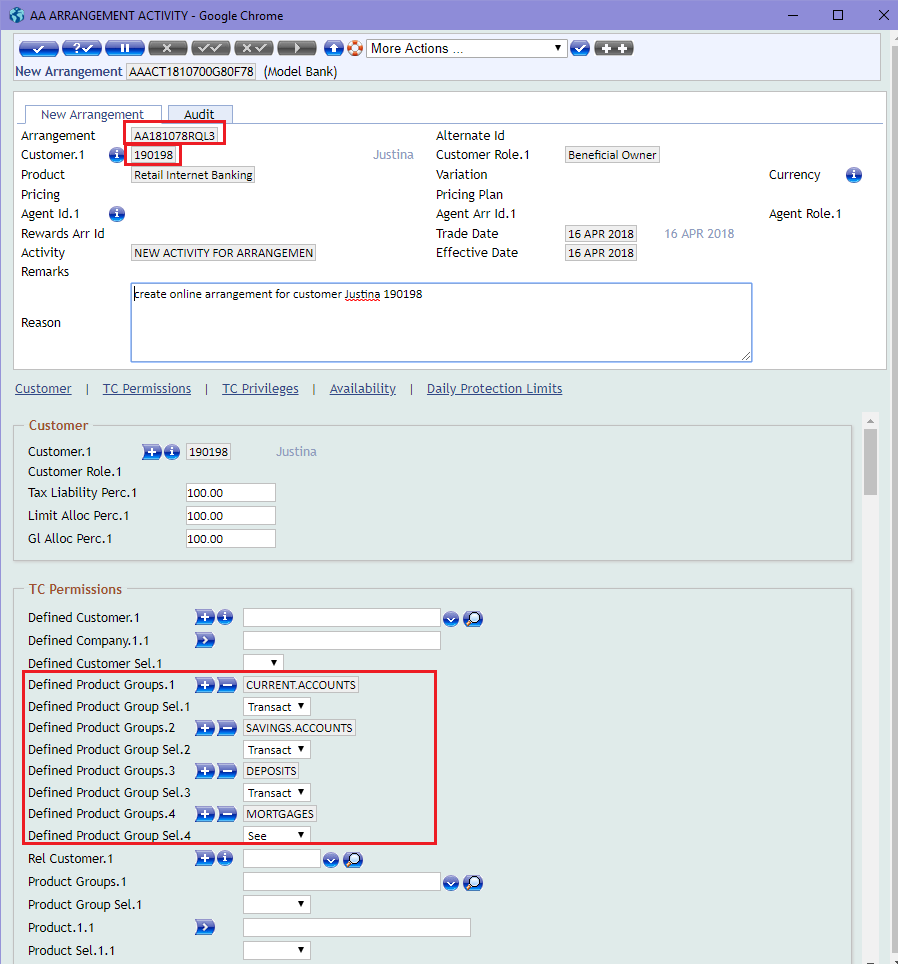 AA ARRANGEMENT ACTIVITY - Google Chrome
More Actions ...
New Arrangement AAACT1810700G80F78 (Model Bank)
New Arrangement Audit
Arrangement AA181078RQL3 Alternate Id
Customer.1 190198 Justina Customer Role.1 Beneficial Owner
Product Retail Internet Banking Variation Currency
Pricing Pricing Plan
Agent Id.1 Agent Arr Id.1 Agent Role.1
Rewards Arr Id Trade Date 16 APR 2018 16 APR 2018
Activity NEW ACTIVITY FOR ARRANGEMEN Effective Date 16 APR 2018
Remarks
create online arrangement for customer Justina 190198
Reason
Customer | TC Permissions | TC Privileges | Availability | Daily Protection Limits
Customer
Customer.1 190198 Justina
Customer Role.1
Tax Liability Perc.1 100.00
Limit Alloc Perc.1 100.00
Gl Alloc Perc.1 100.00
TC Permissions
Defined Customer.1
Defined Company.1.1
Defined Customer Sel.1
Defined Product Groups.1 CURRENT.ACCOUNTS
Defined Product Group Sel.1 Transact
Defined Product Groups.2 SAVINGS.ACCOUNTS
Defined Product Group Sel.2 Transact
Defined Product Groups.3 DEPOSITS
Defined Product Group Sel.3 Transact
Defined Product Groups.4 MORTGAGES
Defined Product Group Sel.4 See
Rel Customer.1
Product Groups.1
Product Group Sel.1
Product.1.1
Product Sel.1.1